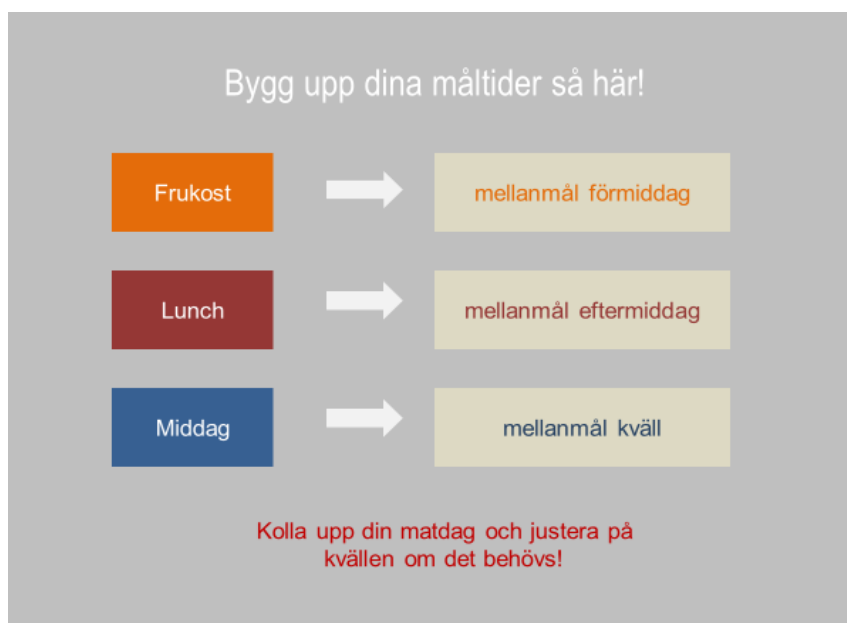 Bygg upp dina måltider så här!
Frukost
mellanmål förmiddag
Lunch
mellanmål eftermiddag
Middag
mellanmål kväll
Kolla upp din matdag och justera på
kvällen om det behövs!